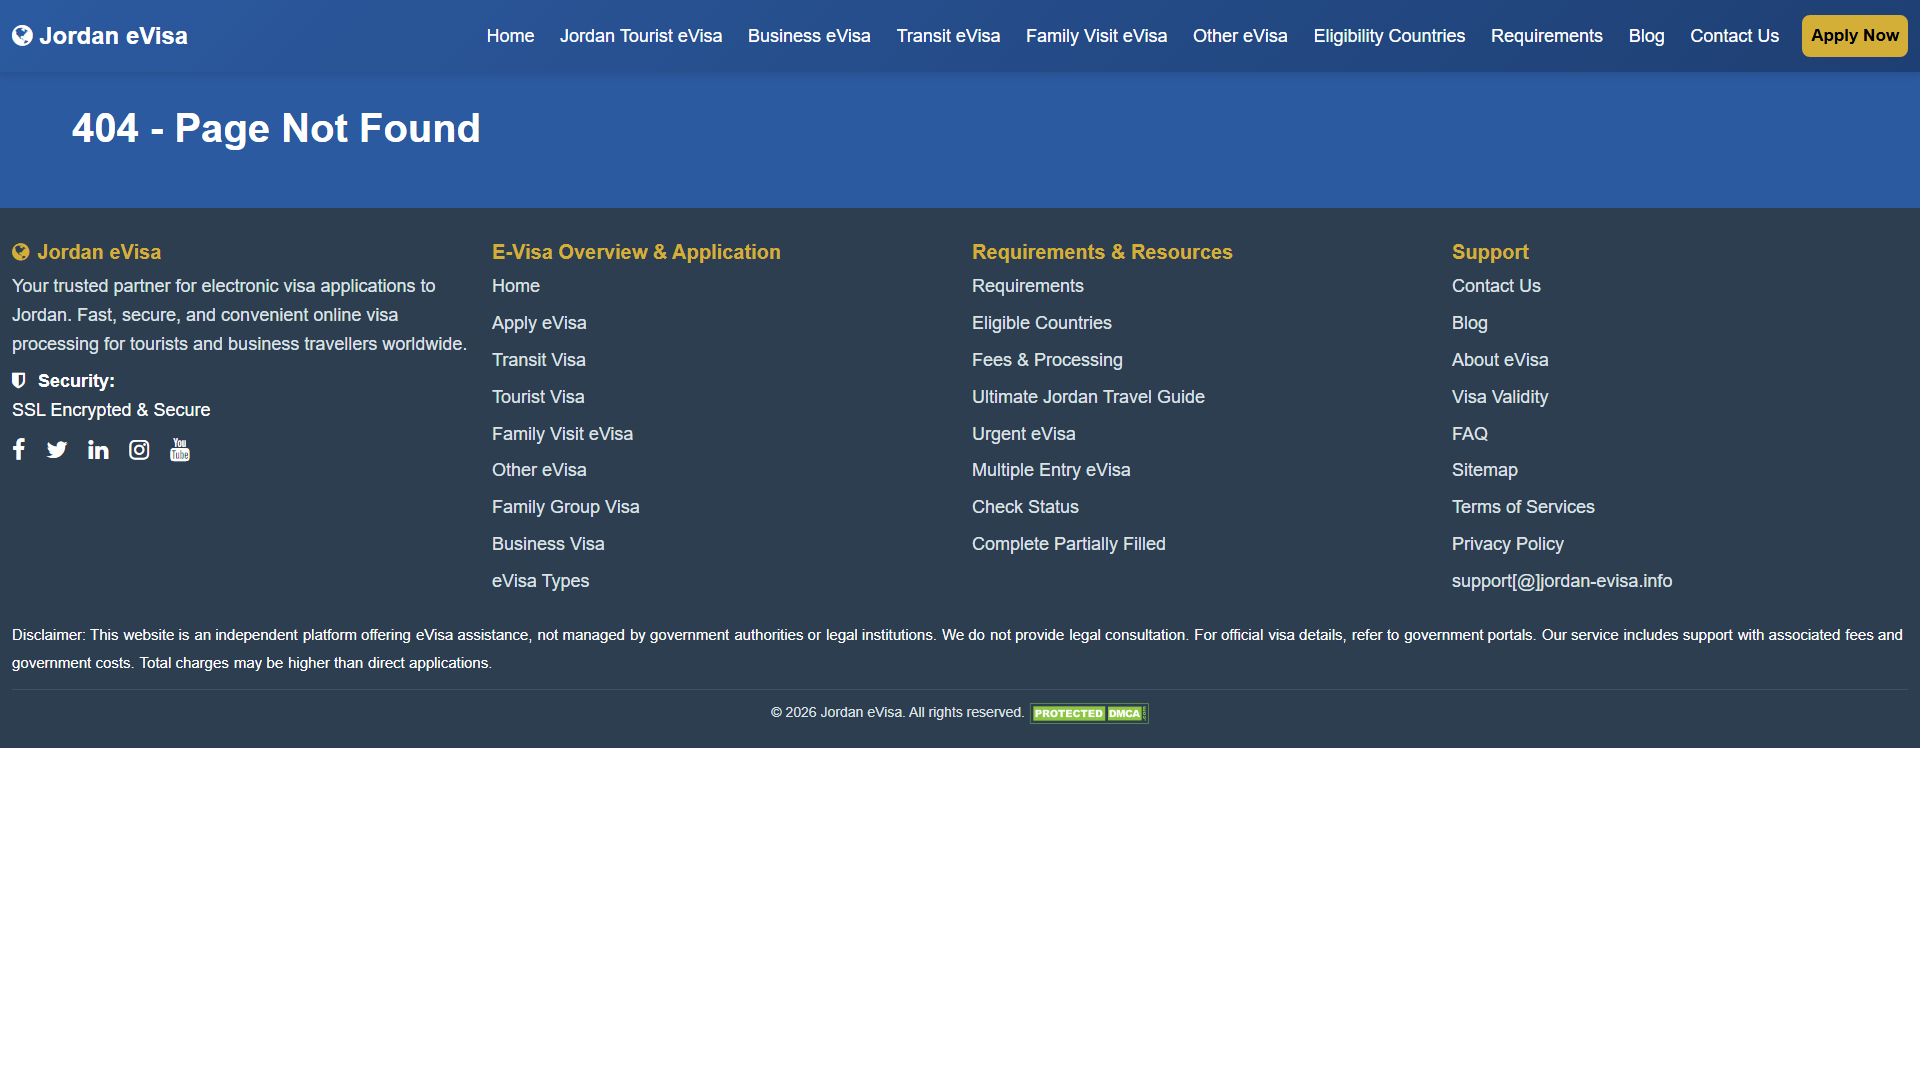 Jordan eVisa
Home
Jordan Tourist eVisa
Business eVisa
Transit eVisa
Family Visit eVisa
Other eVisa
Eligibility Countries
Requirements
Blog
Contact Us
Apply Now
404 - Page Not Found
Jordan eVisa
Your trusted partner for electronic visa applications to
Jordan. Fast, secure, and convenient online visa
processing for tourists and business travellers worldwide.
Security:
SSL Encrypted & Secure
You
Tube
E-Visa Overview & Application
Home
Apply eVisa
Transit Visa
Tourist Visa
Family Visit eVisa
Other eVisa
Family Group Visa
Business Visa
eVisa Types
Requirements & Resources
Requirements
Eligible Countries
Fees & Processing
Ultimate Jordan Travel Guide
Urgent eVisa
Multiple Entry eVisa
Check Status
Complete Partially Filled
Support
Contact Us
Blog
About eVisa
Visa Validity
FAQ
Sitemap
Terms of Services
Privacy Policy
support[@]jordan-evisa.info
Disclaimer: This website is an independent platform offering eVisa assistance, not managed by government authorities or legal institutions. We do not provide legal consultation. For official visa details, refer to government portals. Our service includes support with associated fees and
government costs. Total charges may be higher than direct applications.
© 2026 Jordan eVisa. All rights reserved. PROTECTED DMCA .com